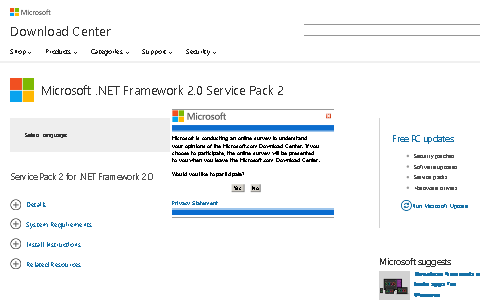 Microsoft
Download Center
Shop Products Categories Support Security
Microsoft .NET Framework 2.0 Service Pack 2
Select Language:
Microsoft
Microsoft is conducting an online survey to understand
your opinions of the Microsoft.com Download Center. If you
choose to participate, the online survey will be presented
to you when you leave the Microsoft.com Download Center.
Would you like to participate?
Yes No
Privacy Statement
Service Pack 2 for .NET Framework 2.0
Details
System Requirements
Install Instructions
Related Resources
Free PC updates
Security patches
Software updates
Service packs
Hardware drivers
Run Microsoft Update
Microsoft suggests